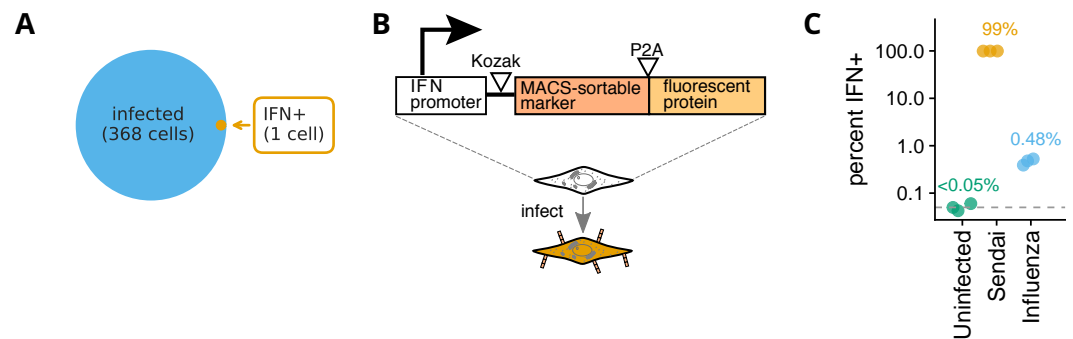 A
infected
(368 cells)
IFN+
(1 cell)
B
Kozak
P2A
IFN
promoter
MACS-sortable
marker
fluorescent
protein
infect
C
percent IFN+
100.0
10.0
1.0
0.1
99%
0.48%
<0.05%
Uninfected
Sendai
Influenza